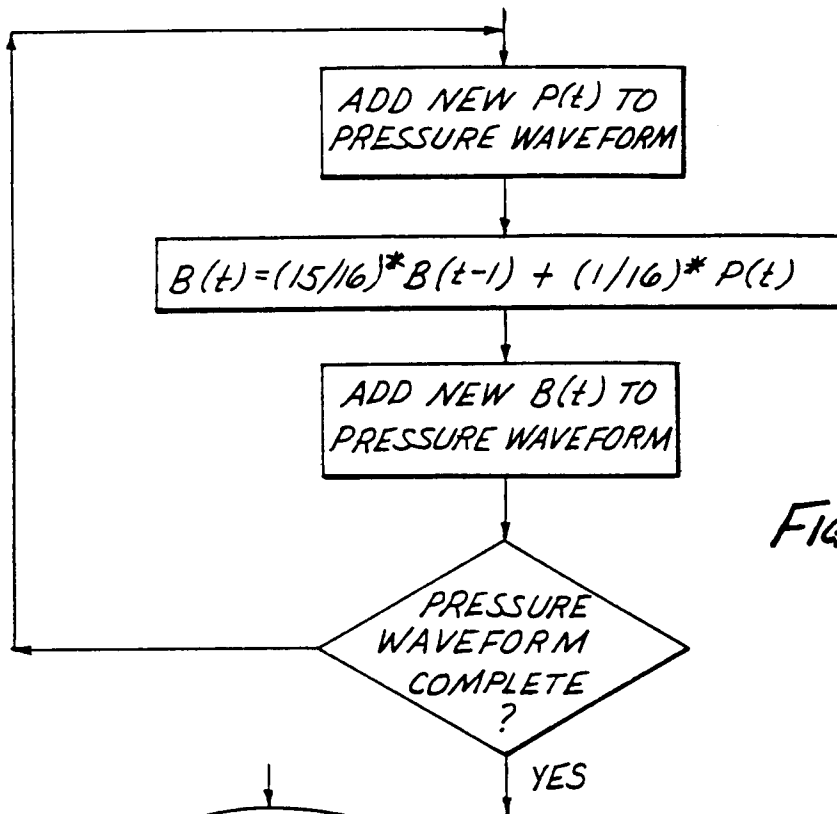 ADD NEW P(t) TO
PRESSURE WAVEFORM
B(t)=(15/16)*B(t-1) + (1/16)* P(t)
ADD NEW B(t) TO
PRESSURE WAVEFORM
PRESSURE
WAVEFORM
COMPLETE
?
YES